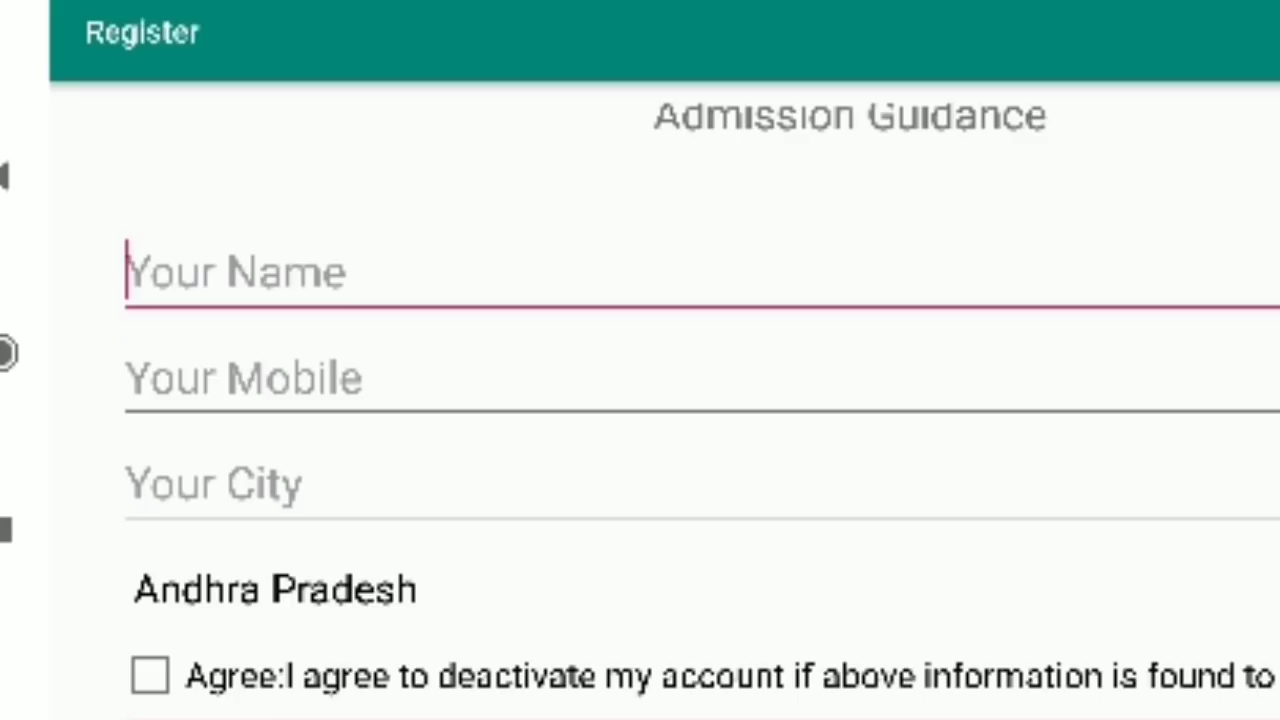 Register
Admission Guidance
Your Name
Your Mobile
Your City
Andhra Pradesh
Agree:I agree to deactivate my account if above information is found to